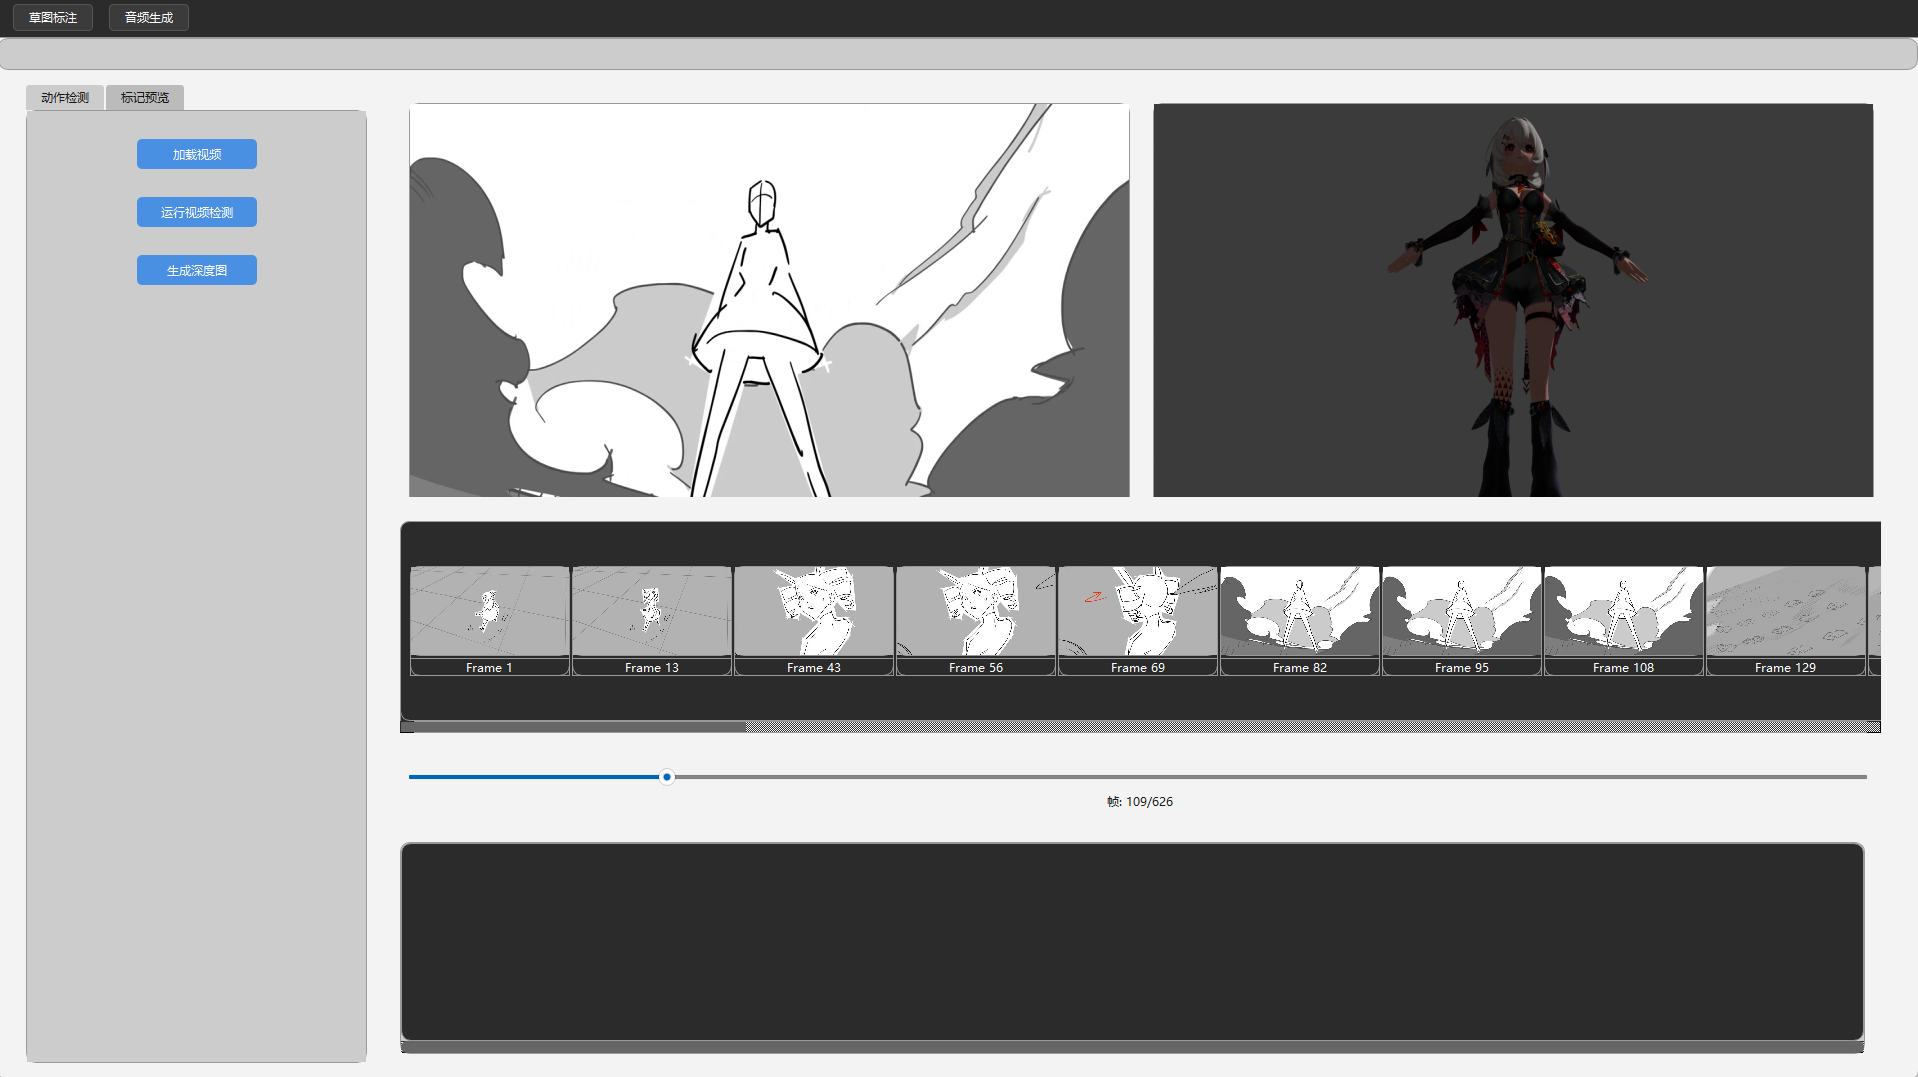 草图标注
音频生成
动作检测
标记预览
加载视频
运行视频检测
生成深度图
Frame 1
Frame 13
Frame 43
Frame 56
Frame 69
Frame 82
Frame 95
Frame 108
Frame 129
帧: 109/626